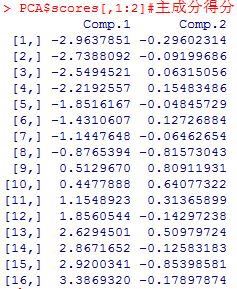 > PCA$scores[,1:2]#主成分得分
Comp.1 Comp.2
[1,] -2.9637851 -0.29602314
[2,] -2.7388092 -0.09199686
[3,] -2.5494521 0.06315056
[4,] -2.2192557 0.15483486
[5,] -1.8516167 -0.04845729
[6,] -1.4310607 0.12726884
[7,] -1.1447648 -0.06462654
[8,] -0.8765394 -0.81573043
[9,] 0.5129670 0.80911931
[10,] 0.4477888 0.64077322
[11,] 1.1548923 0.31365899
[12,] 1.8560544 -0.14297238
[13,] 2.6294501 0.50979724
[14,] 2.8671652 -0.12583183
[15,] 2.9200341 -0.85398581
[16,] 3.3869320 -0.17897874